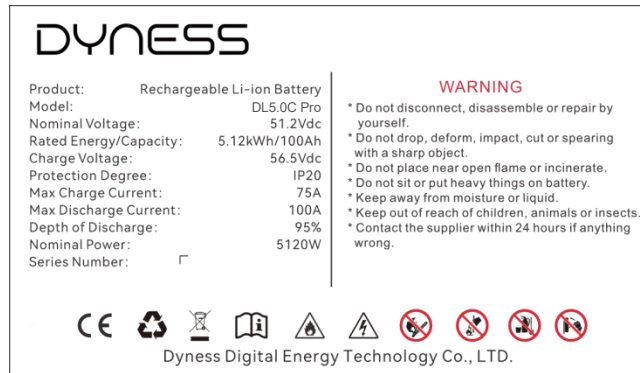 DYNESS
Product: Rechargeable Li-ion Battery
Model: DL5.0C Pro
Nominal Voltage: 51.2Vdc
Rated Energy/Capacity: 5.12kWh/100Ah
Charge Voltage: 56.5Vdc
Protection Degree: IP20
Max Charge Current: 75A
Max Discharge Current: 100A
Depth of Discharge: 95%
Nominal Power: 5120W
Series Number:
WARNING
* Do not disconnect, disassemble or repair by
yourself.
* Do not drop, deform, impact, cut or spearing
with a sharp object.
* Do not place near open flame or incinerate.
* Do not sit or put heavy things on battery.
* Keep away from moisture or liquid.
* Keep out of reach of children, animals or insects.
* Contact the supplier within 24 hours if anything
wrong.
CE
Dyness Digital Energy Technology Co., LTD.